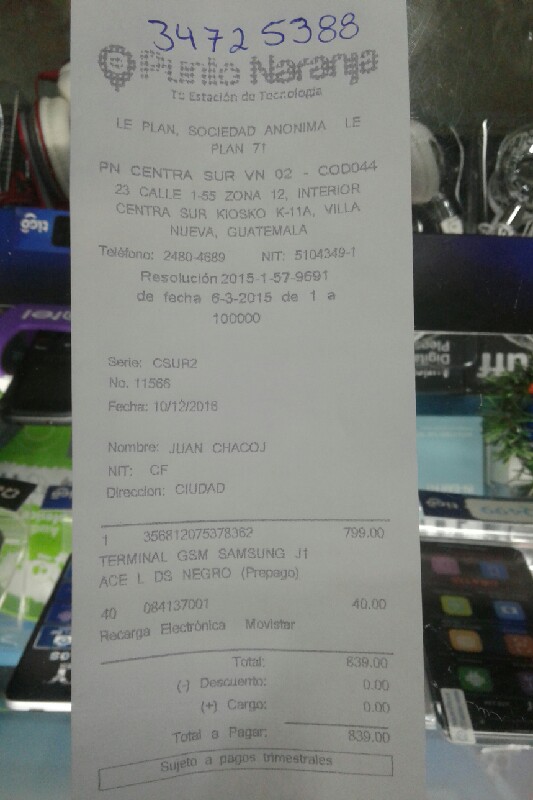 34725388
Punto Naranja
Tu Estación de Tecnología
LE PLAN, SOCIEDAD ANONIMA LE
PLAN 71
PN CENTRA SUR VN 02 - COD044
23 CALLE 1-55 ZONA 12, INTERIOR
CENTRA SUR KIOSKO K-11A, VILLA
NUEVA, GUATEMALA
Teléfono: 2480-4689 NIT: 5104349-1
Resolución 2015-1-57-9691
de fecha 6-3-2015 de 1 a
100000
Serie: CSUR2
No. 11566
Fecha: 10/12/2016
Nombre: JUAN CHACOJ
NIT: CF
Direccion: CIUDAD
1 356812075378362 799.00
TERMINAL GSM SAMSUNG J1
ACE L DS NEGRO (Prepago)
40 084137001 40.00
Recarga Electrónica Movistar
Total: 839.00
(-) Descuento: 0.00
(+) Cargo: 0.00
Total a Pagar: 839.00
Sujeto a pagos trimestrales
tigo